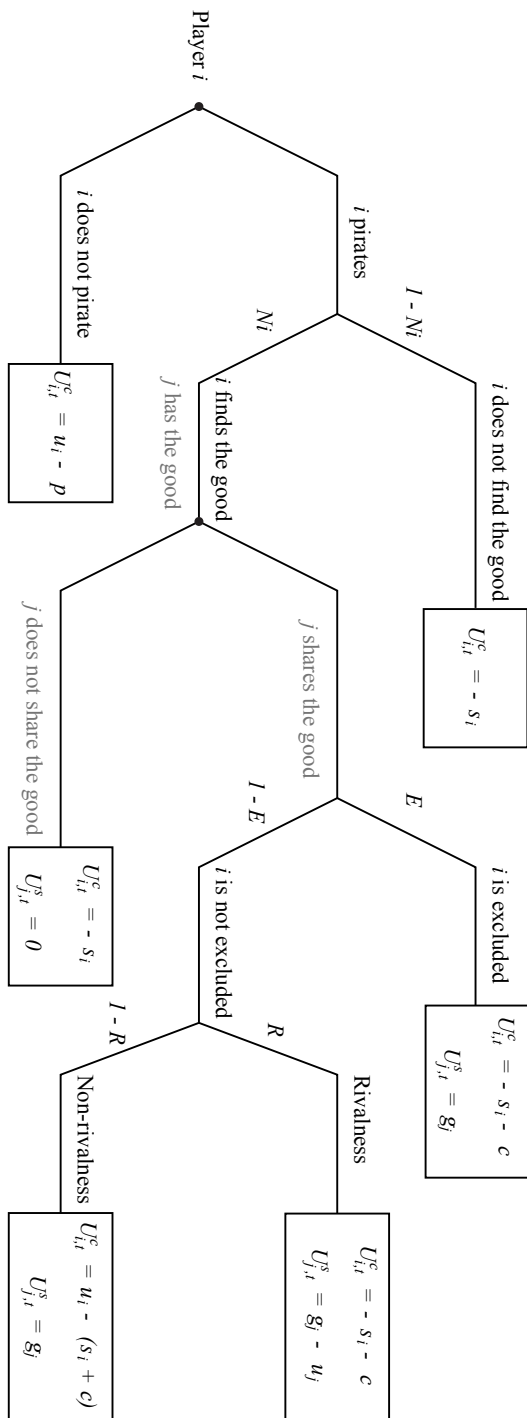 Player i
i pirates
i does not pirate
U^c_{i,t} = u_i - p
1 - Ni
Ni
i does not find the good
U^c_{i,t} = - s_i
i finds the good
j has the good
j shares the good
j does not share the good
U^c_{i,t} = - s_i
U^s_{j,t} = 0
E
1 - E
i is excluded
U^c_{i,t} = - s_i - c
U^s_{j,t} = g_j
i is not excluded
R
1 - R
Rivalness
U^c_{i,t} = - s_i - c
U^s_{j,t} = g_j - u_j
Non-rivalness
U^c_{i,t} = u_i - (s_i + c)
U^s_{j,t} = g_j